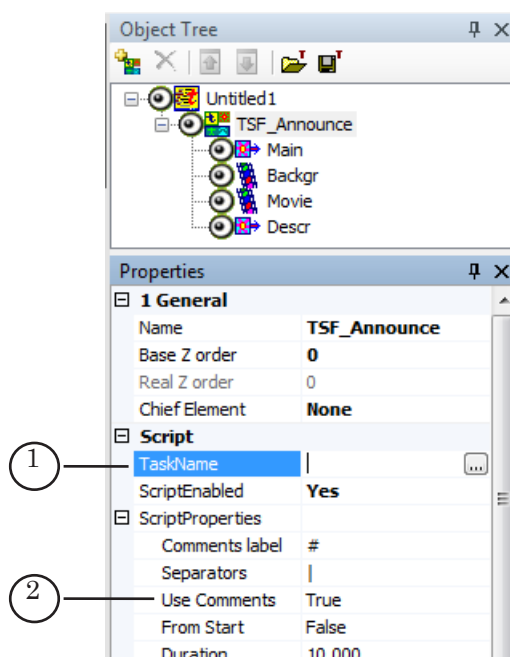 Object Tree
Untitled1
TSF_Announce
Main
Backgr
Movie
Descr
Properties
1 General
Name TSF_Announce
Base Z order 0
Real Z order 0
Chief Element None
Script
1 TaskName ...
ScriptEnabled Yes
ScriptProperties
Comments label #
Separators |
2 Use Comments True
From Start False
Duration 10,000